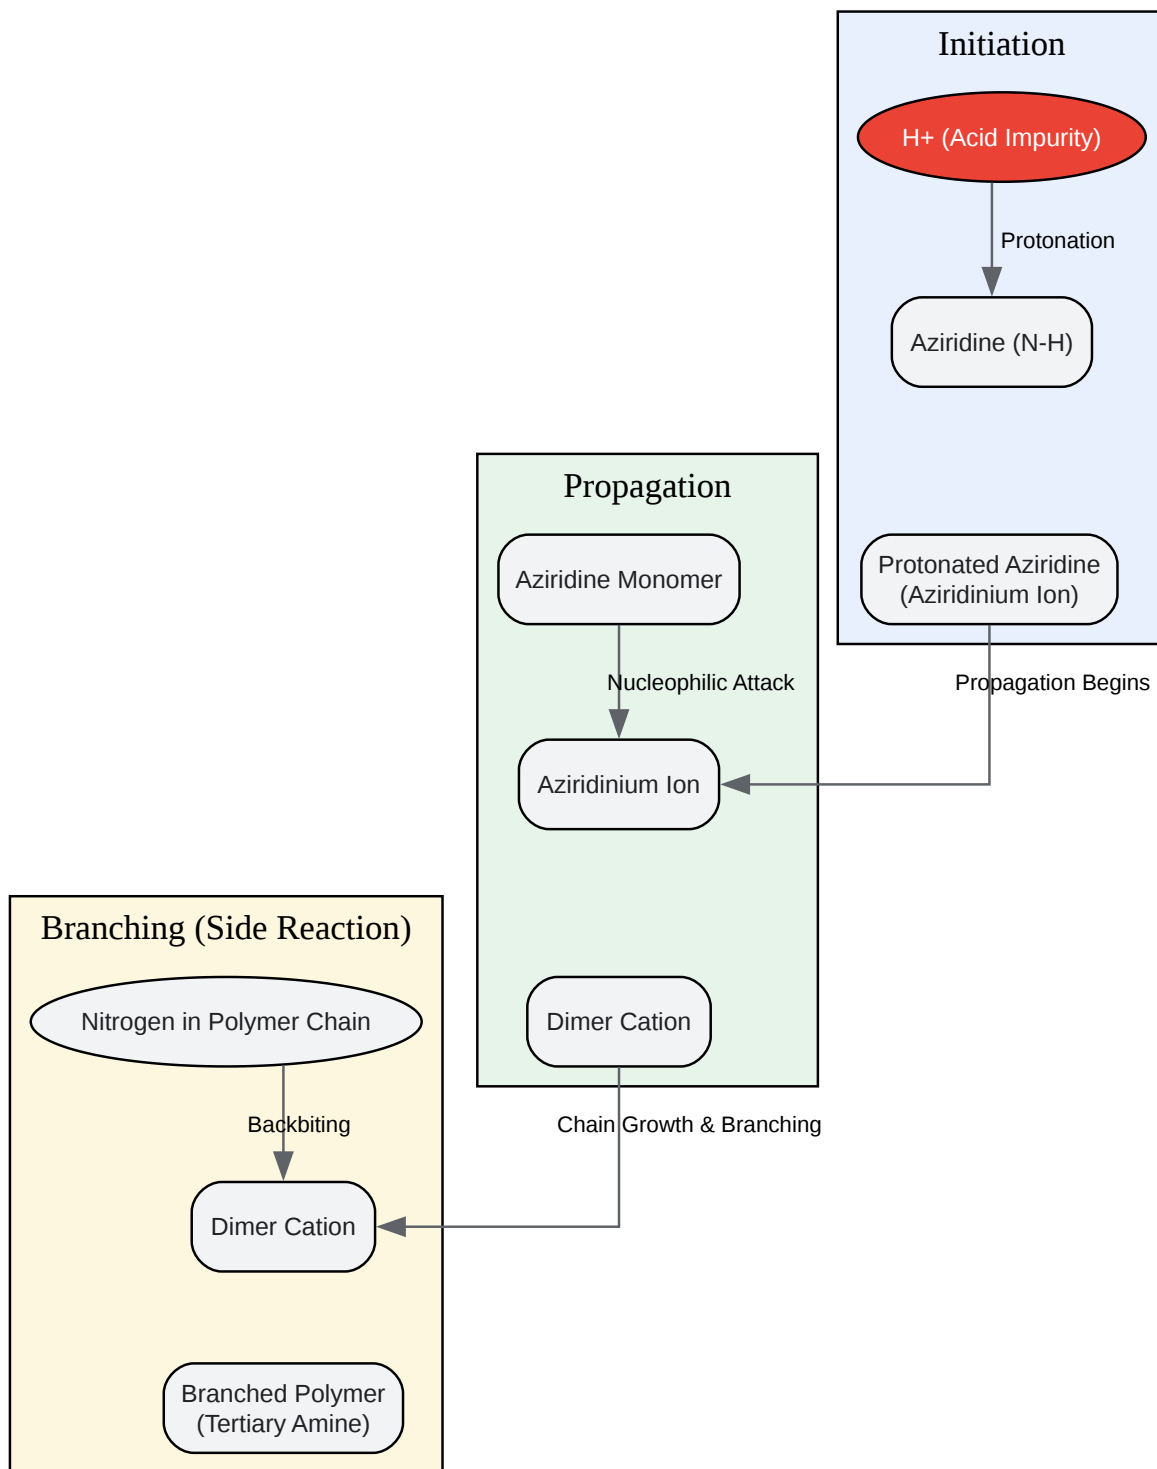 Initiation
H+ (Acid Impurity)
Protonation
Aziridine (N-H)
Protonated Aziridine
(Aziridinium Ion)
Propagation Begins
Propagation
Aziridine Monomer
Nucleophilic Attack
Aziridinium Ion
Dimer Cation
Chain Growth & Branching
Branching (Side Reaction)
Nitrogen in Polymer Chain
Backbiting
Dimer Cation
Branched Polymer
(Tertiary Amine)